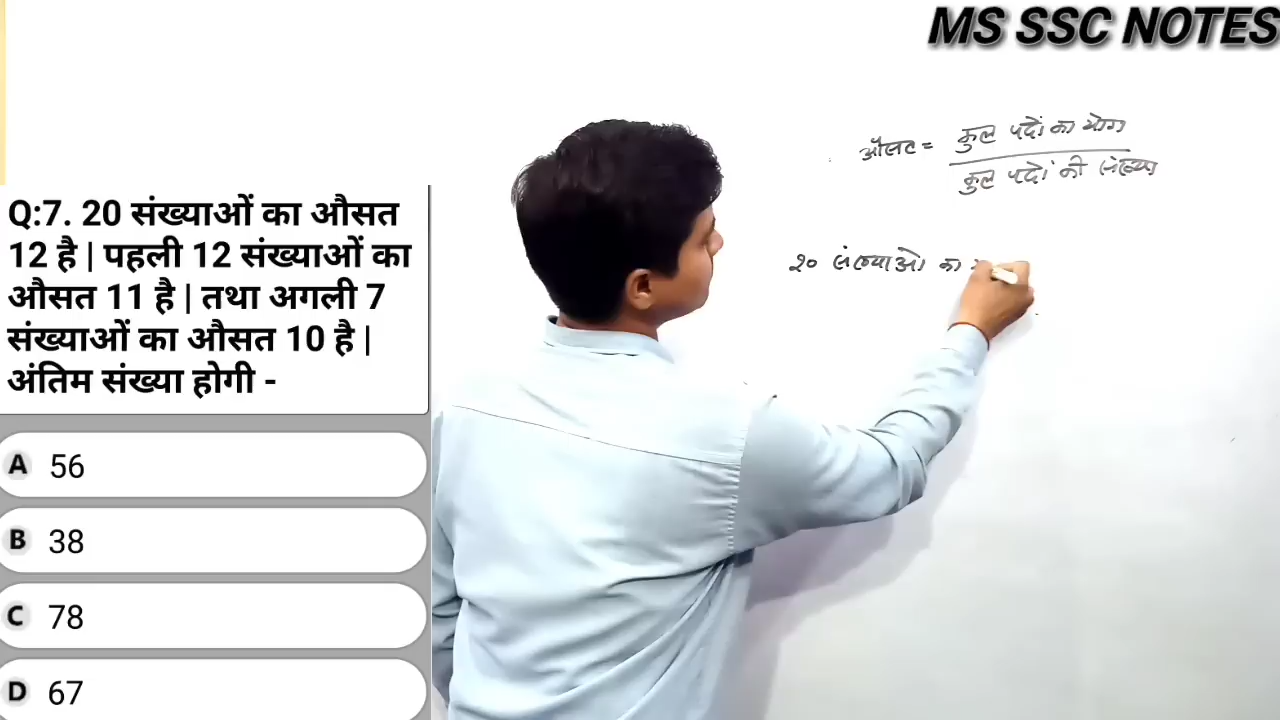 MS SSC NOTES
औसत = कुल पदों का योग
कुल पदों की संख्या
२० संख्याओं का
Q:7. 20 संख्याओं का औसत
12 है | पहली 12 संख्याओं का
औसत 11 है | तथा अगली 7
संख्याओं का औसत 10 है |
अंतिम संख्या होगी -
A 56
B 38
C 78
D 67